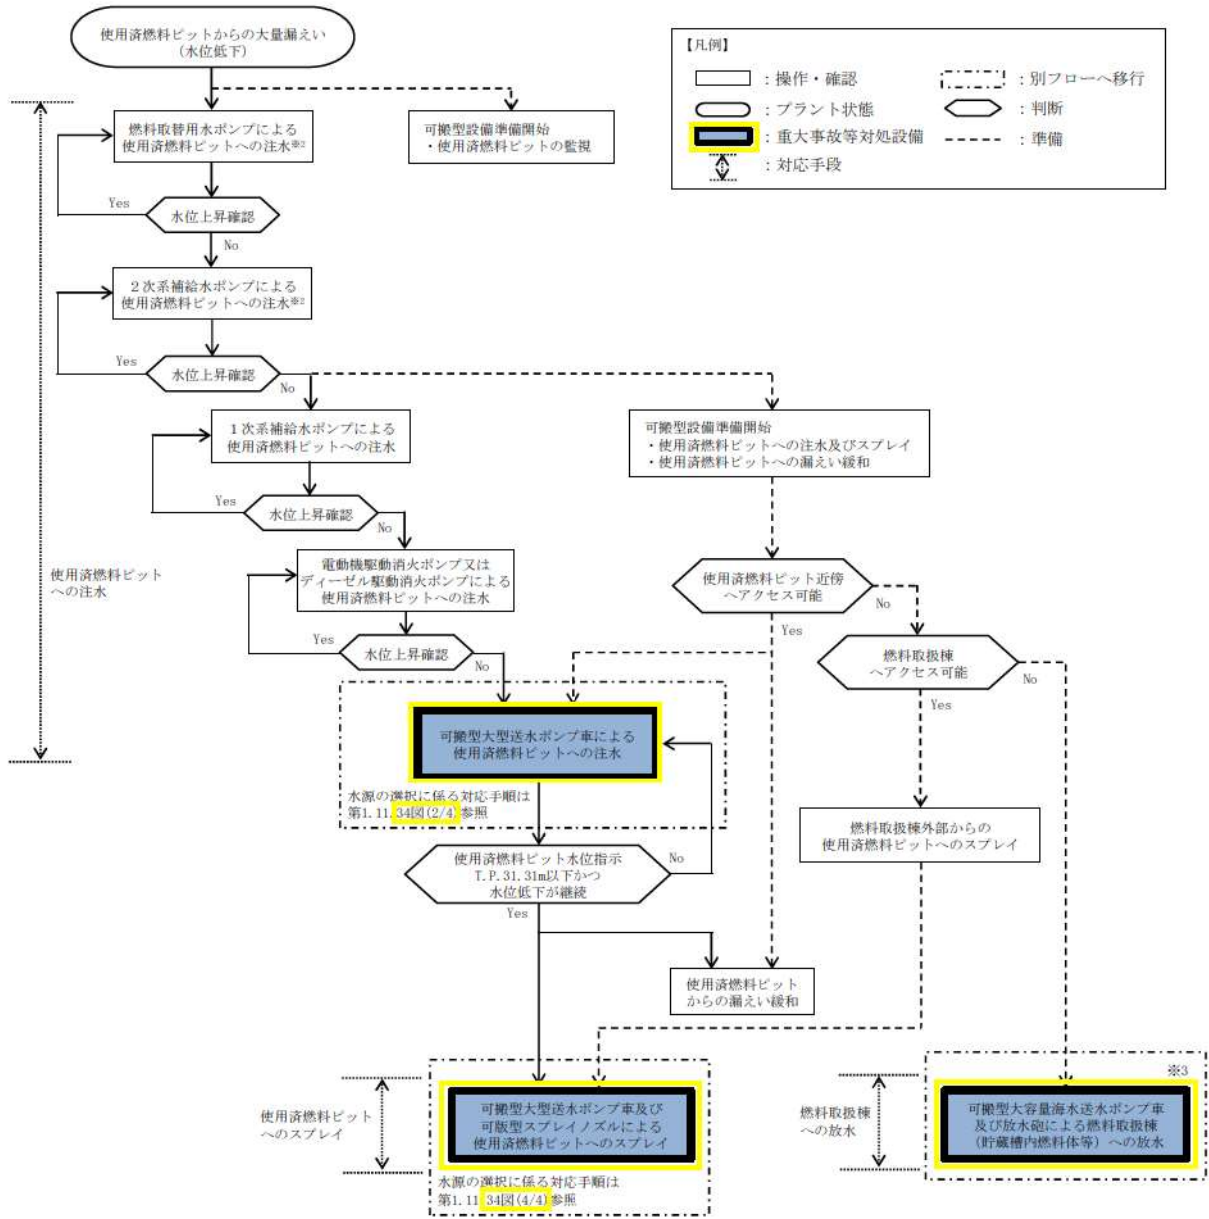 使用済燃料ピットからの大量漏えい
(水位低下)
【凡例】
：操作・確認
：別フローへ移行
：プラント状態
：判断
：重大事故等対処設備
：準備
：対応手段
燃料取替用水ポンプによる
使用済燃料ピットへの注水※2
可搬型設備準備開始
・使用済燃料ピットの監視
Yes
水位上昇確認
No
2次系補給水ポンプによる
使用済燃料ピットへの注水※2
Yes
水位上昇確認
No
1次系補給水ポンプによる
使用済燃料ピットへの注水
可搬型設備準備開始
・使用済燃料ピットへの注水及びスプレイ
・使用済燃料ピットへの漏えい緩和
Yes
水位上昇確認
No
使用済燃料ピット
への注水
電動機駆動消火ポンプ又は
ディーゼル駆動消火ポンプによる
使用済燃料ピットへの注水
使用済燃料ピット近傍
へアクセス可能
No
Yes
Yes
水位上昇確認
No
燃料取扱棟
へアクセス可能
No
Yes
可搬型大型送水ポンプ車による
使用済燃料ピットへの注水
水源の選択に係る対応手順は
第1.11.34図(2/4)参照
燃料取扱棟外部からの
使用済燃料ピットへのスプレイ
使用済燃料ピット水位指示
T.P.31.31m以下かつ
水位低下が継続
No
Yes
使用済燃料ピット
からの漏えい緩和
使用済燃料ピット
へのスプレイ
可搬型大型送水ポンプ車及び
可版型スプレイノズルによる
使用済燃料ピットへのスプレイ
水源の選択に係る対応手順は
第1.11.34図(4/4)参照
燃料取扱棟
への放水
※3
可搬型大容量海水送水ポンプ車
及び放水砲による燃料取扱棟
(貯蔵槽内燃料体等)への放水